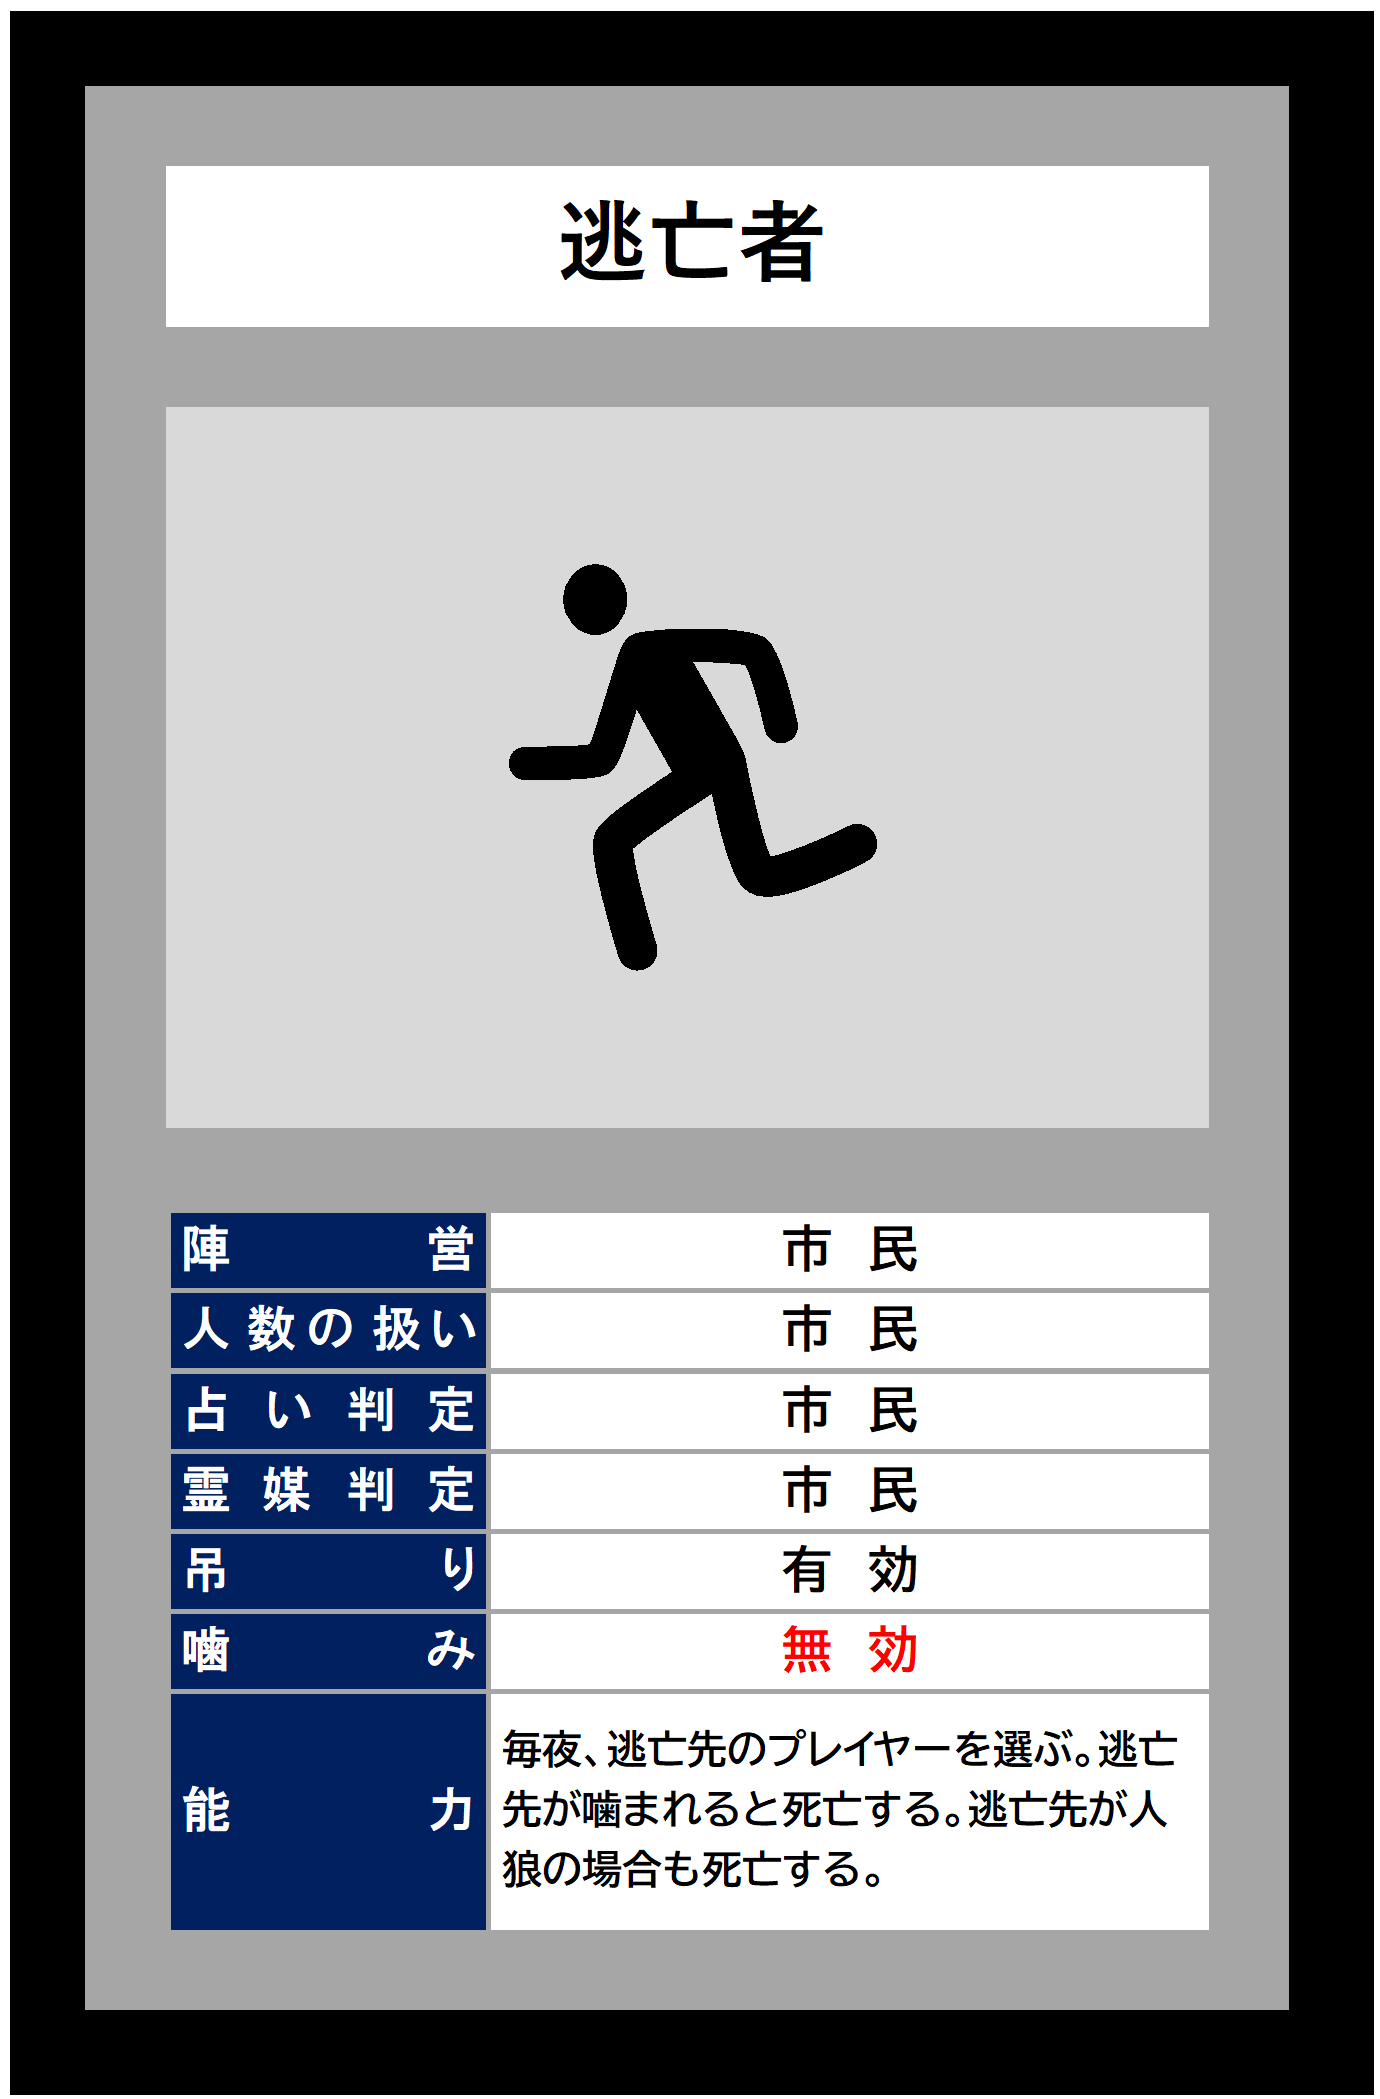 逃亡者
陣営 市民
人数の扱い 市民
占い判定 市民
霊媒判定 市民
吊り 有効
噛み 無効
能力
毎夜、逃亡先のプレイヤーを選ぶ。逃亡
先が噛まれると死亡する。逃亡先が人
狼の場合も死亡する。